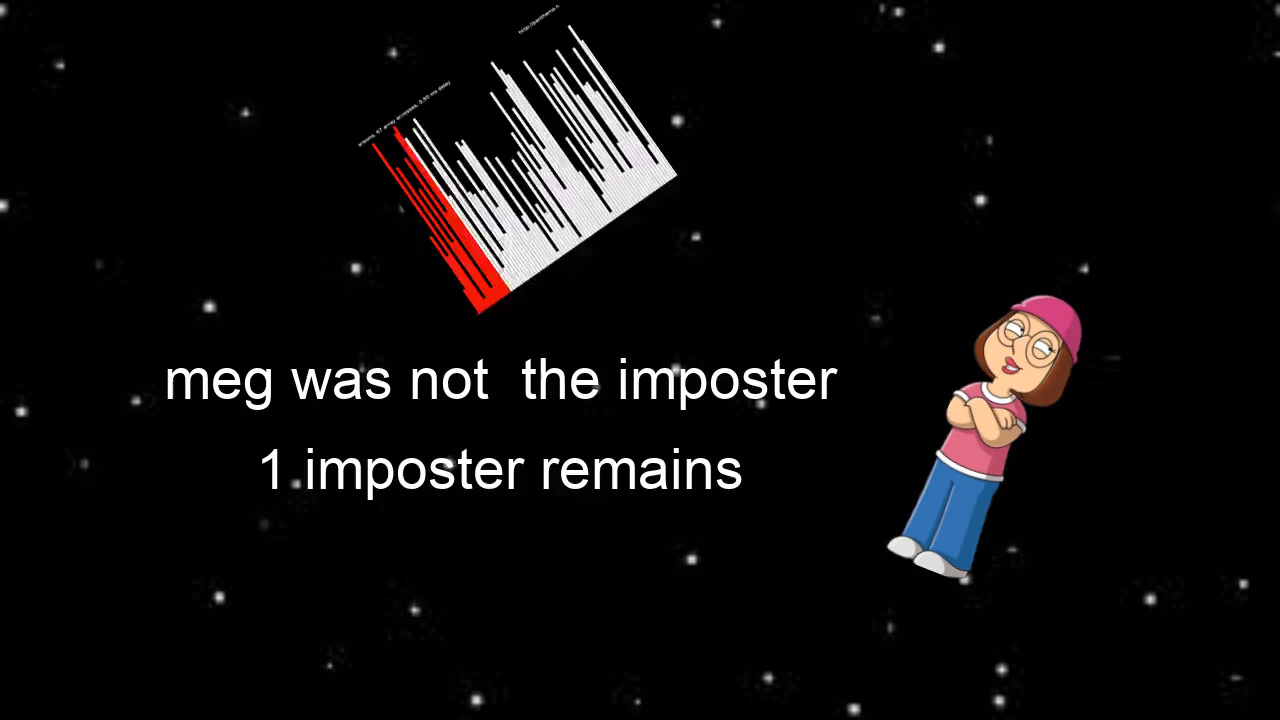 meg was not  the imposter
1 imposter remains